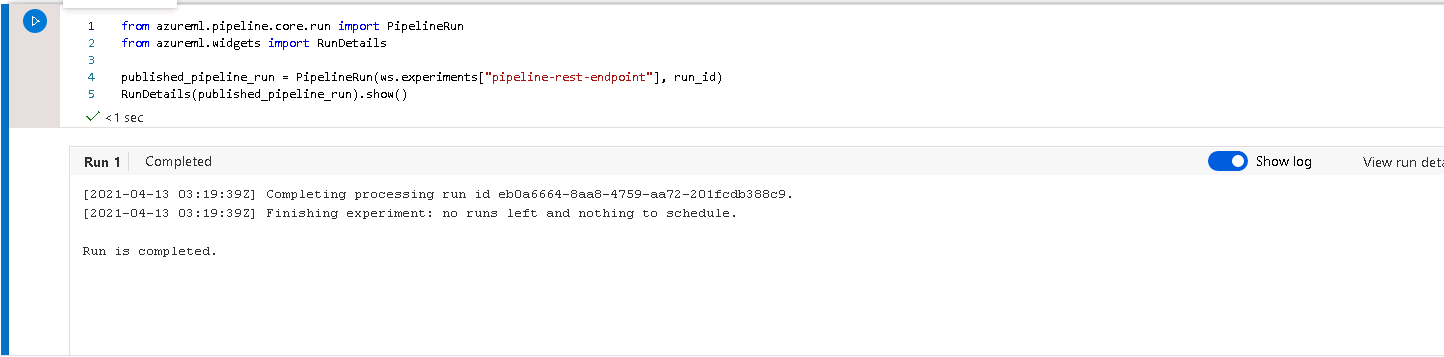 1 from azureml.pipeline.core.run import PipelineRun
2 from azureml.widgets import RunDetails
3
4 published_pipeline_run = PipelineRun(ws.experiments["pipeline-rest-endpoint"], run_id)
5 RunDetails(published_pipeline_run).show()
<1 sec
Run 1 Completed Show log View run deta
[2021-04-13 03:19:39Z] Completing processing run id eb0a6664-8aa8-4759-aa72-201fcdb388c9.
[2021-04-13 03:19:39Z] Finishing experiment: no runs left and nothing to schedule.
Run is completed.